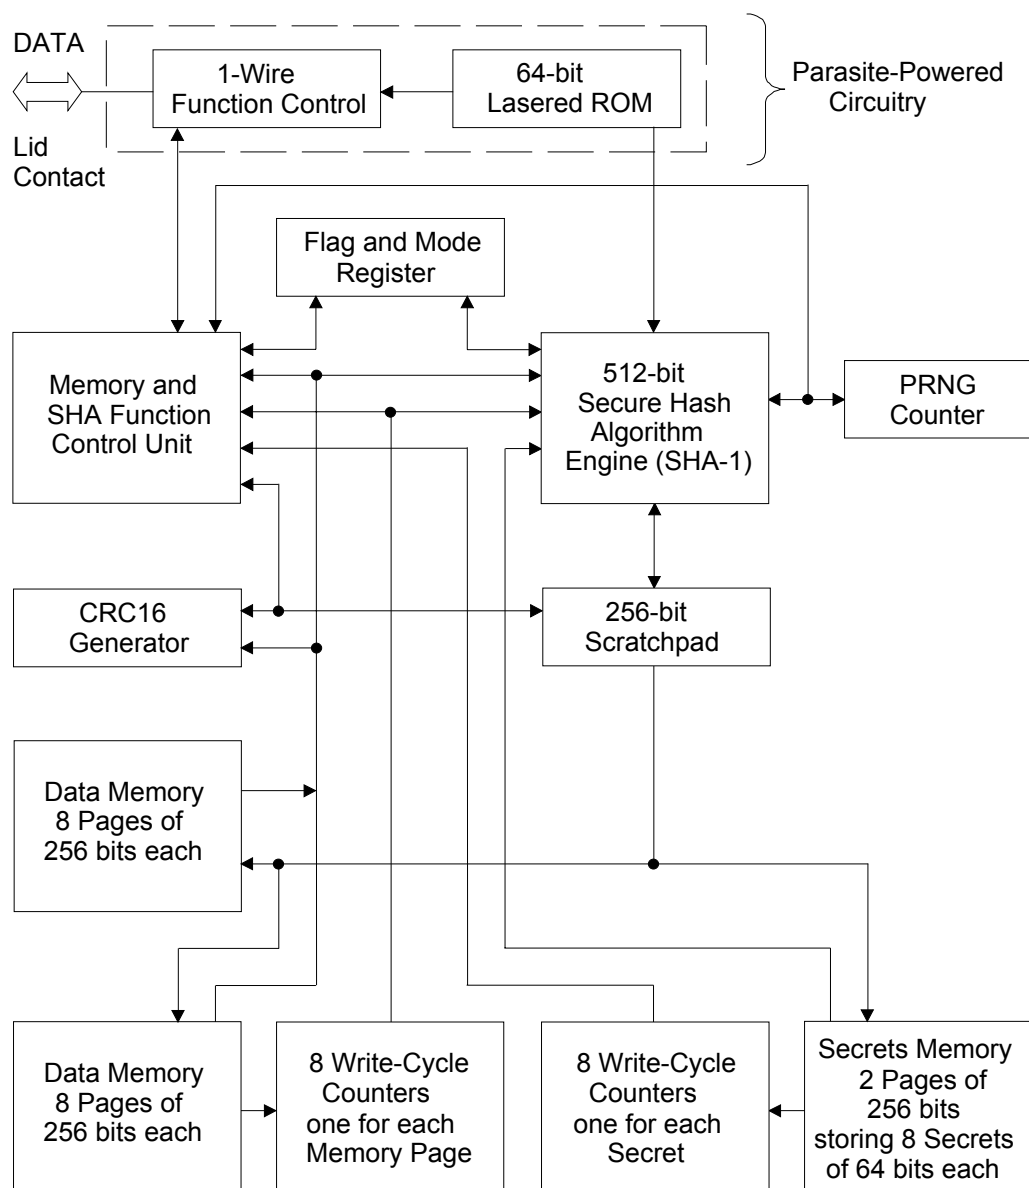 DATA
Lid
Contact
1-Wire
Function Control
64-bit
Lasered ROM
Parasite-Powered
Circuitry
Flag and Mode
Register
Memory and
SHA Function
Control Unit
512-bit
Secure Hash
Algorithm
Engine (SHA-1)
PRNG
Counter
CRC16
Generator
256-bit
Scratchpad
Data Memory
8 Pages of
256 bits each
Data Memory
8 Pages of
256 bits each
8 Write-Cycle
Counters
one for each
Memory Page
8 Write-Cycle
Counters
one for each
Secret
Secrets Memory
2 Pages of
256 bits
storing 8 Secrets
of 64 bits each